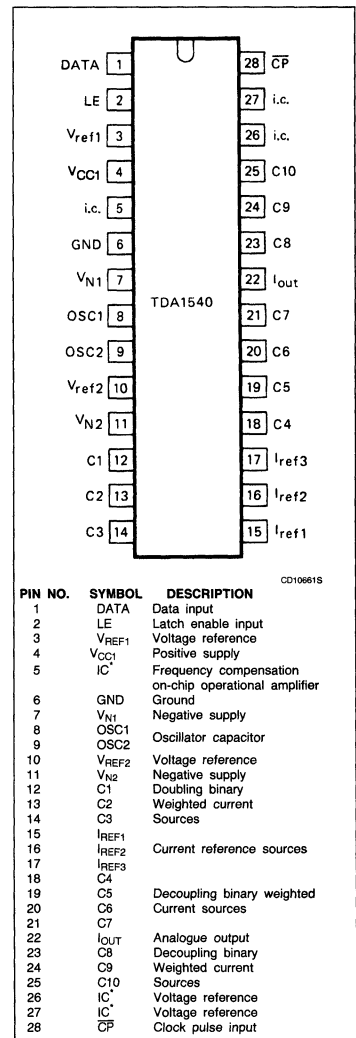 DATA 1 28 C̅P̅
LE 2 27 i.c.
Vref1 3 26 i.c.
VCC1 4 25 C10
i.c. 5 24 C9
GND 6 23 C8
VN1 7 22 Iout
TDA1540
OSC1 8 21 C7
OSC2 9 20 C6
Vref2 10 19 C5
VN2 11 18 C4
C1 12 17 Iref3
C2 13 16 Iref2
C3 14 15 Iref1
CD10661S
PIN NO. SYMBOL DESCRIPTION
1 DATA Data input
2 LE Latch enable input
3 VREF1 Voltage reference
4 VCC1 Positive supply
5 IC* Frequency compensation
on-chip operational amplifier
6 GND Ground
7 VN1 Negative supply
8 OSC1
Oscillator capacitor
9 OSC2
10 VREF2 Voltage reference
11 VN2 Negative supply
12 C1 Doubling binary
13 C2 Weighted current
14 C3 Sources
15 IREF1
16 IREF2 Current reference sources
17 IREF3
18 C4
19 C5 Decoupling binary weighted
20 C6 Current sources
21 C7
22 IOUT Analogue output
23 C8 Decoupling binary
24 C9 Weighted current
25 C10 Sources
26 IC* Voltage reference
27 IC* Voltage reference
28 C̅P̅ Clock pulse input